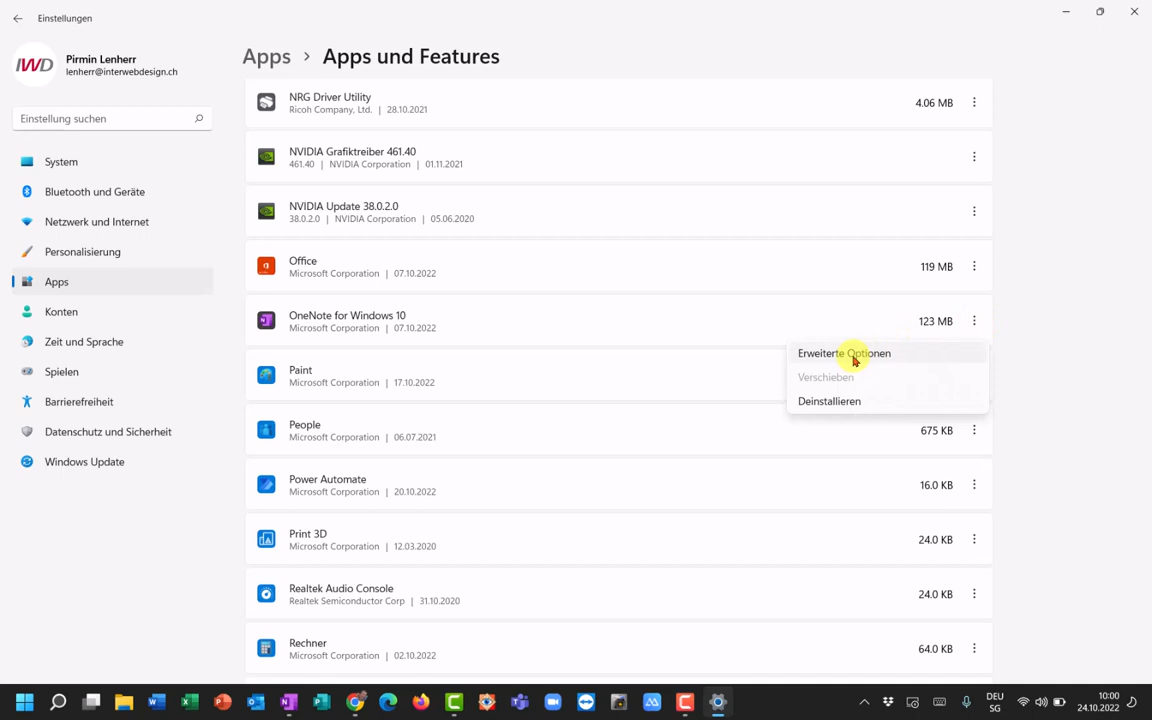 Einstellungen
IWD
Pirmin Lenherr
lenherr@interwebdesign.ch
Einstellung suchen
System
Bluetooth und Geräte
Netzwerk und Internet
Personalisierung
Apps
Konten
Zeit und Sprache
Spielen
Barrierefreiheit
Datenschutz und Sicherheit
Windows Update
Apps > Apps und Features
NRG Driver Utility
Ricoh Company, Ltd. | 28.10.2021
4.06 MB
NVIDIA Grafiktreiber 461.40
461.40 | NVIDIA Corporation | 01.11.2021
NVIDIA Update 38.0.2.0
38.0.2.0 | NVIDIA Corporation | 05.06.2020
Office
Microsoft Corporation | 07.10.2022
119 MB
OneNote for Windows 10
Microsoft Corporation | 07.10.2022
123 MB
Erweiterte Optionen
Verschieben
Deinstallieren
Paint
Microsoft Corporation | 17.10.2022
People
Microsoft Corporation | 06.07.2021
675 KB
Power Automate
Microsoft Corporation | 20.10.2022
16.0 KB
Print 3D
Microsoft Corporation | 12.03.2020
24.0 KB
Realtek Audio Console
Realtek Semiconductor Corp | 31.10.2020
24.0 KB
Rechner
Microsoft Corporation | 02.10.2022
64.0 KB
DEU
SG
10:00
24.10.2022